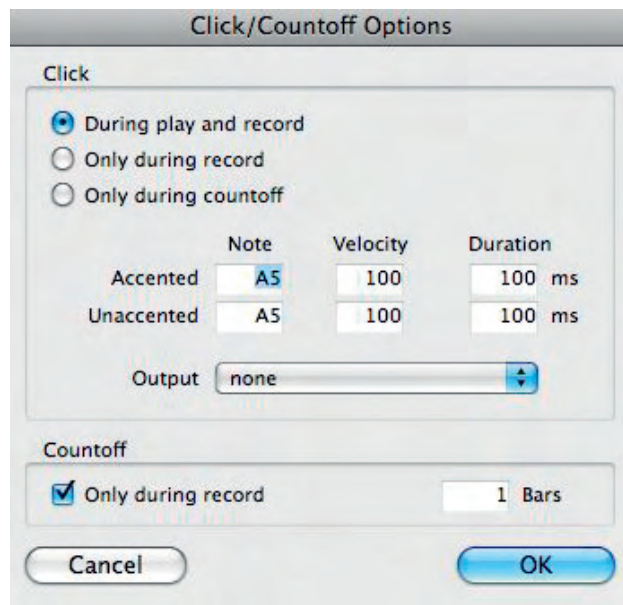 Click/Countoff Options
Click
During play and record
Only during record
Only during countoff
Note Velocity Duration
Accented A5 100 100 ms
Unaccented A5 100 100 ms
Output none
Countoff
Only during record 1 Bars
Cancel OK